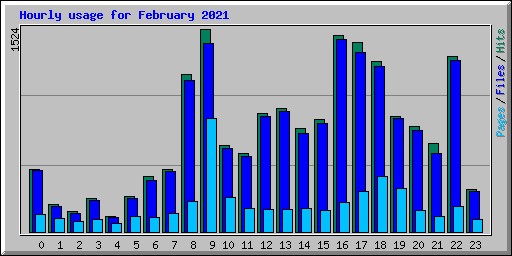 Hourly usage for February 2021
1524
Pages / Files / Hits
0 1 2 3 4 5 6 7 8 9 10 11 12 13 14 15 16 17 18 19 20 21 22 23